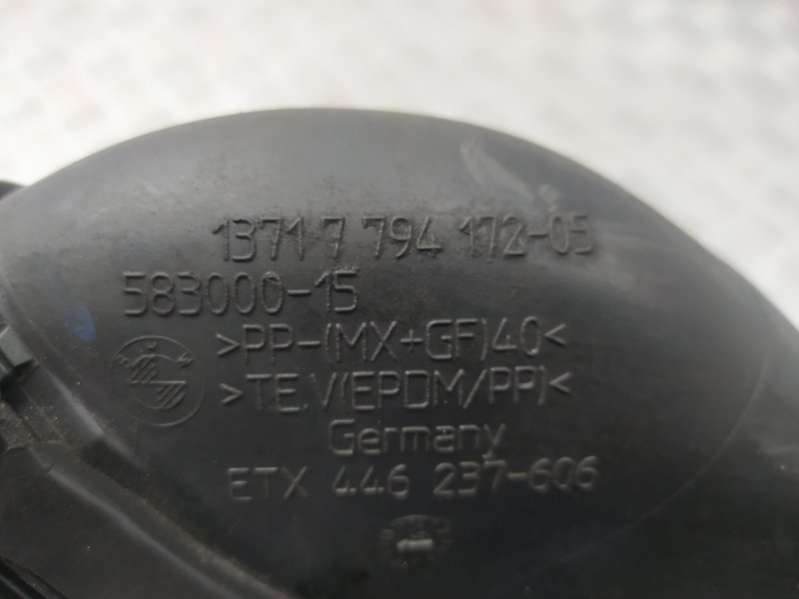 1371 7 794 172-05
583000-15
>PP-(MX+GF)40<
>TE.V(EPDM/PP)<
Germany
ETX 446 237-606